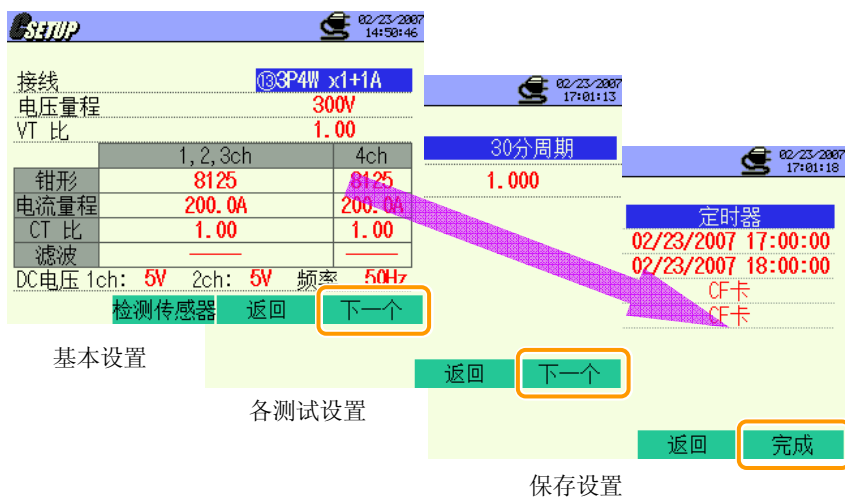 SETUP
02/23/2007
14:50:46
接线 ⑬3P4W x1+1A
电压量程 300V
VT 比 1.00
1,2,3ch 4ch
钳形 8125 8125
电流量程 200.0A 200.0A
CT 比 1.00 1.00
滤波 —— ——
DC电压 1ch: 5V 2ch: 5V 频率 50Hz
检测传感器 返回 下一个
基本设置
02/23/2007
17:01:13
30分周期
1.000
返回 下一个
各测试设置
02/23/2007
17:01:18
定时器
02/23/2007 17:00:00
02/23/2007 18:00:00
CF卡
CF卡
返回 完成
保存设置